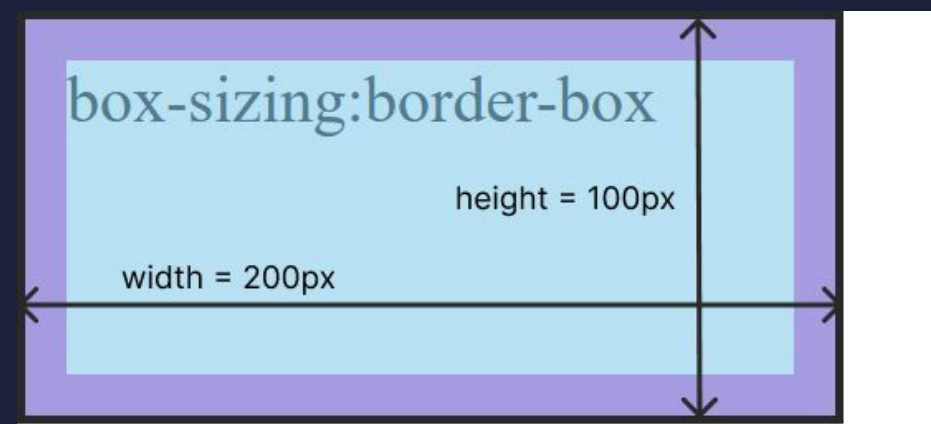 box-sizing:border-box
height = 100px
width = 200px